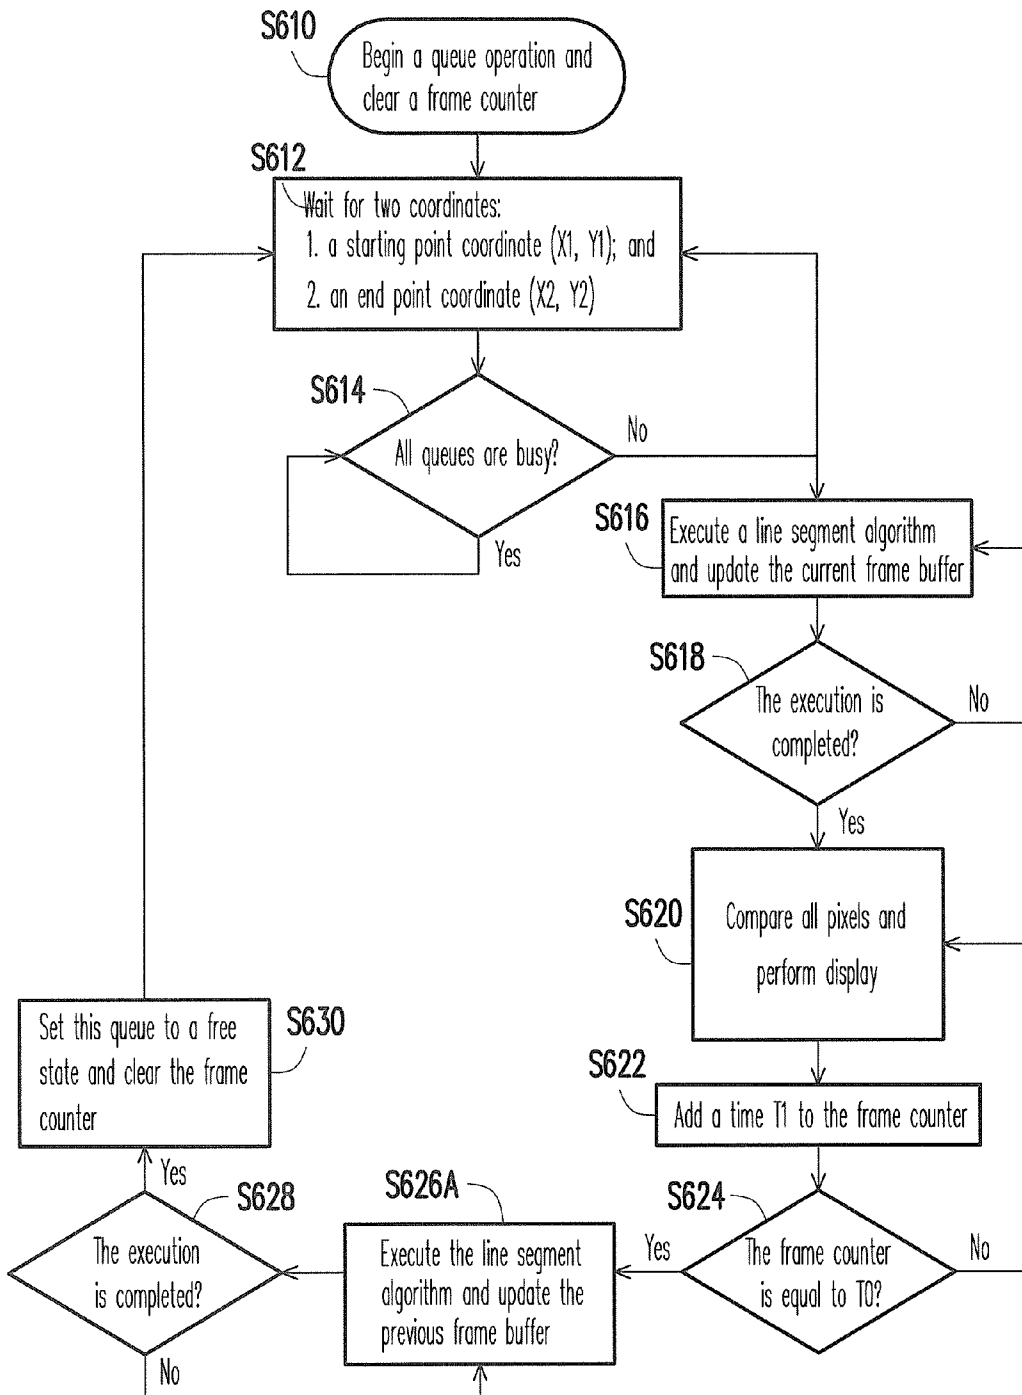 S610
Begin a queue operation and
clear a frame counter
S612
Wait for two coordinates:
1. a starting point coordinate (X1, Y1); and
2. an end point coordinate (X2, Y2)
S614
All queues are busy?
No
Yes
S616
Execute a line segment algorithm
and update the current frame buffer
S618
The execution is
completed?
No
Yes
S620
Compare all pixels and
perform display
S622
Add a time T1 to the frame counter
S624
The frame counter
is equal to T0?
No
Yes
S626A
Execute the line segment
algorithm and update the
previous frame buffer
S628
The execution
is completed?
No
Yes
S630
Set this queue to a free
state and clear the frame
counter